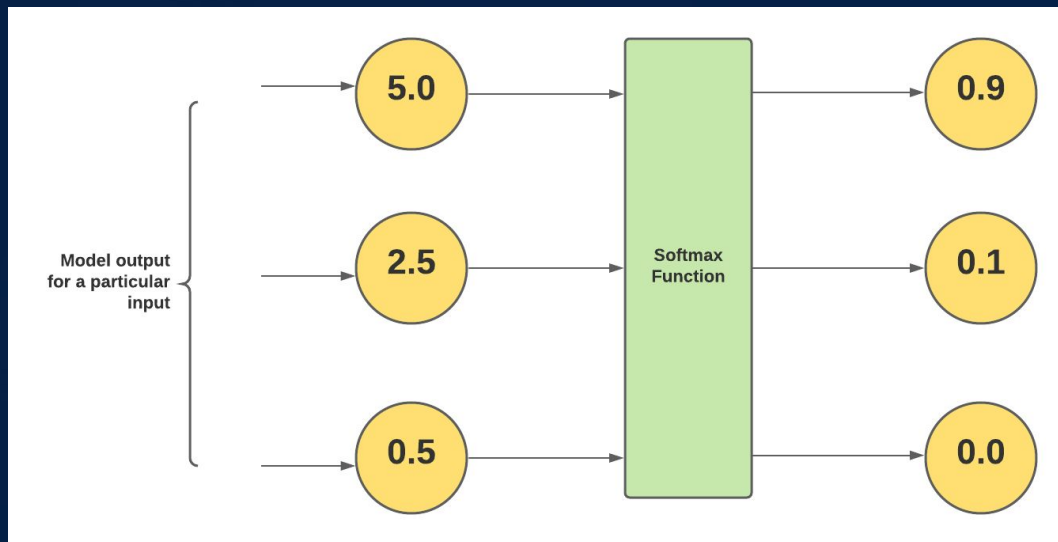 5.0
0.9
Model output
for a particular
input
2.5
Softmax
Function
0.1
0.5
0.0